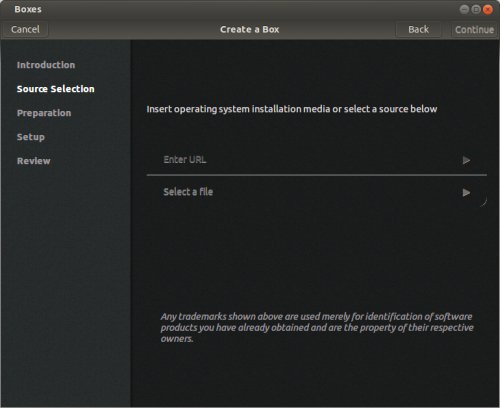 Boxes
Cancel
Create a Box
Back
Continue
Introduction
Source Selection
Preparation
Setup
Review
Insert operating system installation media or select a source below
Enter URL
Select a file
Any trademarks shown above are used merely for identification of software
products you have already obtained and are the property of their respective
owners.